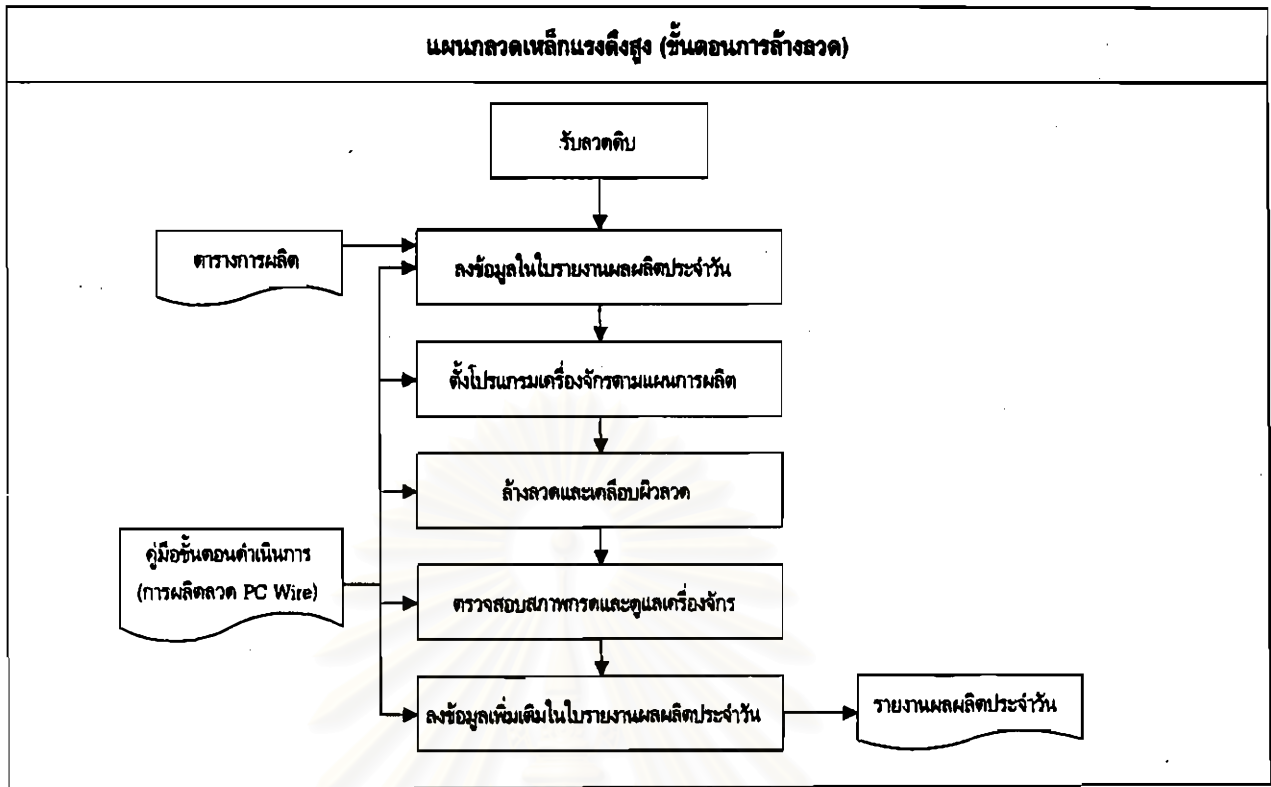 แผนกลวดเหล็กแรงดึงสูง (ขั้นตอนการล้างลวด)
รับลวดดิบ
ตารางการผลิต
ลงข้อมูลในใบรายงานผลผลิตประจำวัน
ตั้งโปรแกรมเครื่องจักรตามแผนการผลิต
ล้างลวดและเคลือบผิวลวด
คู่มือขั้นตอนดำเนินการ
(การผลิตลวด PC Wire)
ตรวจสอบสภาพกรดและดูแลเครื่องจักร
ลงข้อมูลเพิ่มเติมในใบรายงานผลผลิตประจำวัน
รายงานผลผลิตประจำวัน